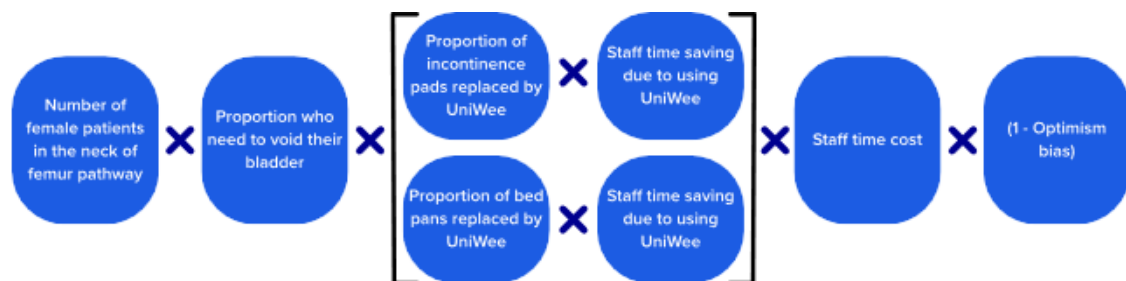 Number of
female patients
in the neck of
femur pathway
×
Proportion who
need to void their
bladder
×
Proportion of
incontinence
pads replaced by
UniWee
×
Staff time saving
due to using
UniWee
Proportion of bed
pans replaced by
UniWee
×
Staff time saving
due to using
UniWee
×
Staff time cost
×
(1 - Optimism
bias)